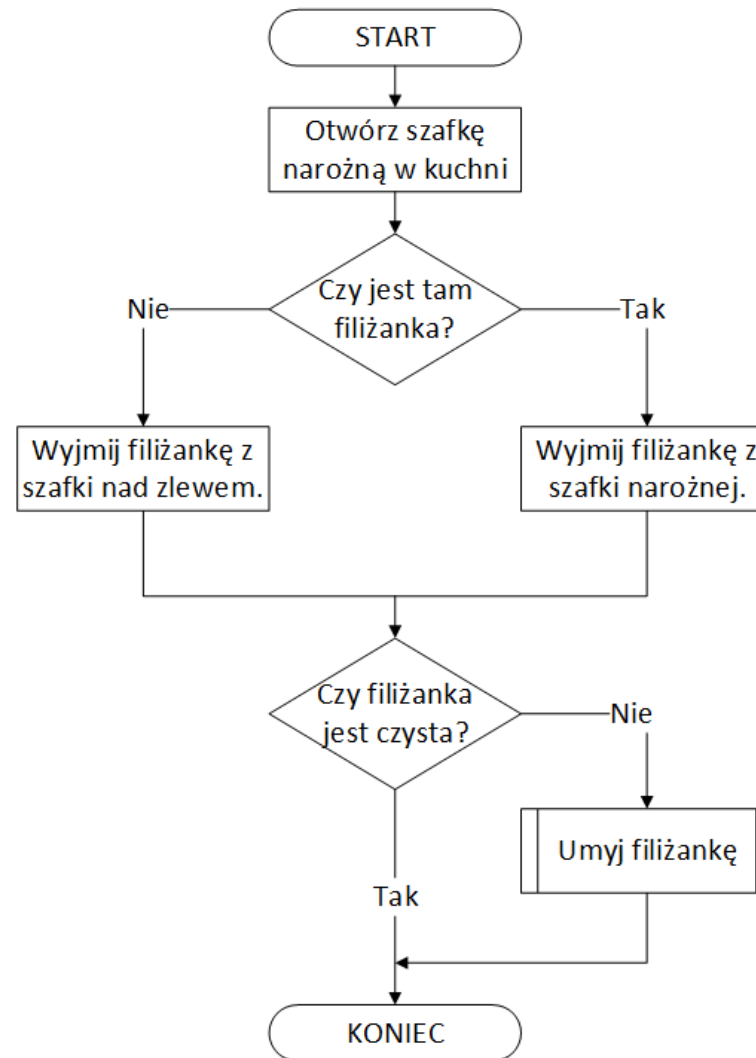 START
Otwórz szafkę
narożną w kuchni
Czy jest tam
filiżanka?
Nie
Tak
Wyjmij filiżankę z
szafki nad zlewem.
Wyjmij filiżankę z
szafki narożnej.
Czy filiżanka
jest czysta?
Nie
Umyj filiżankę
Tak
KONIEC